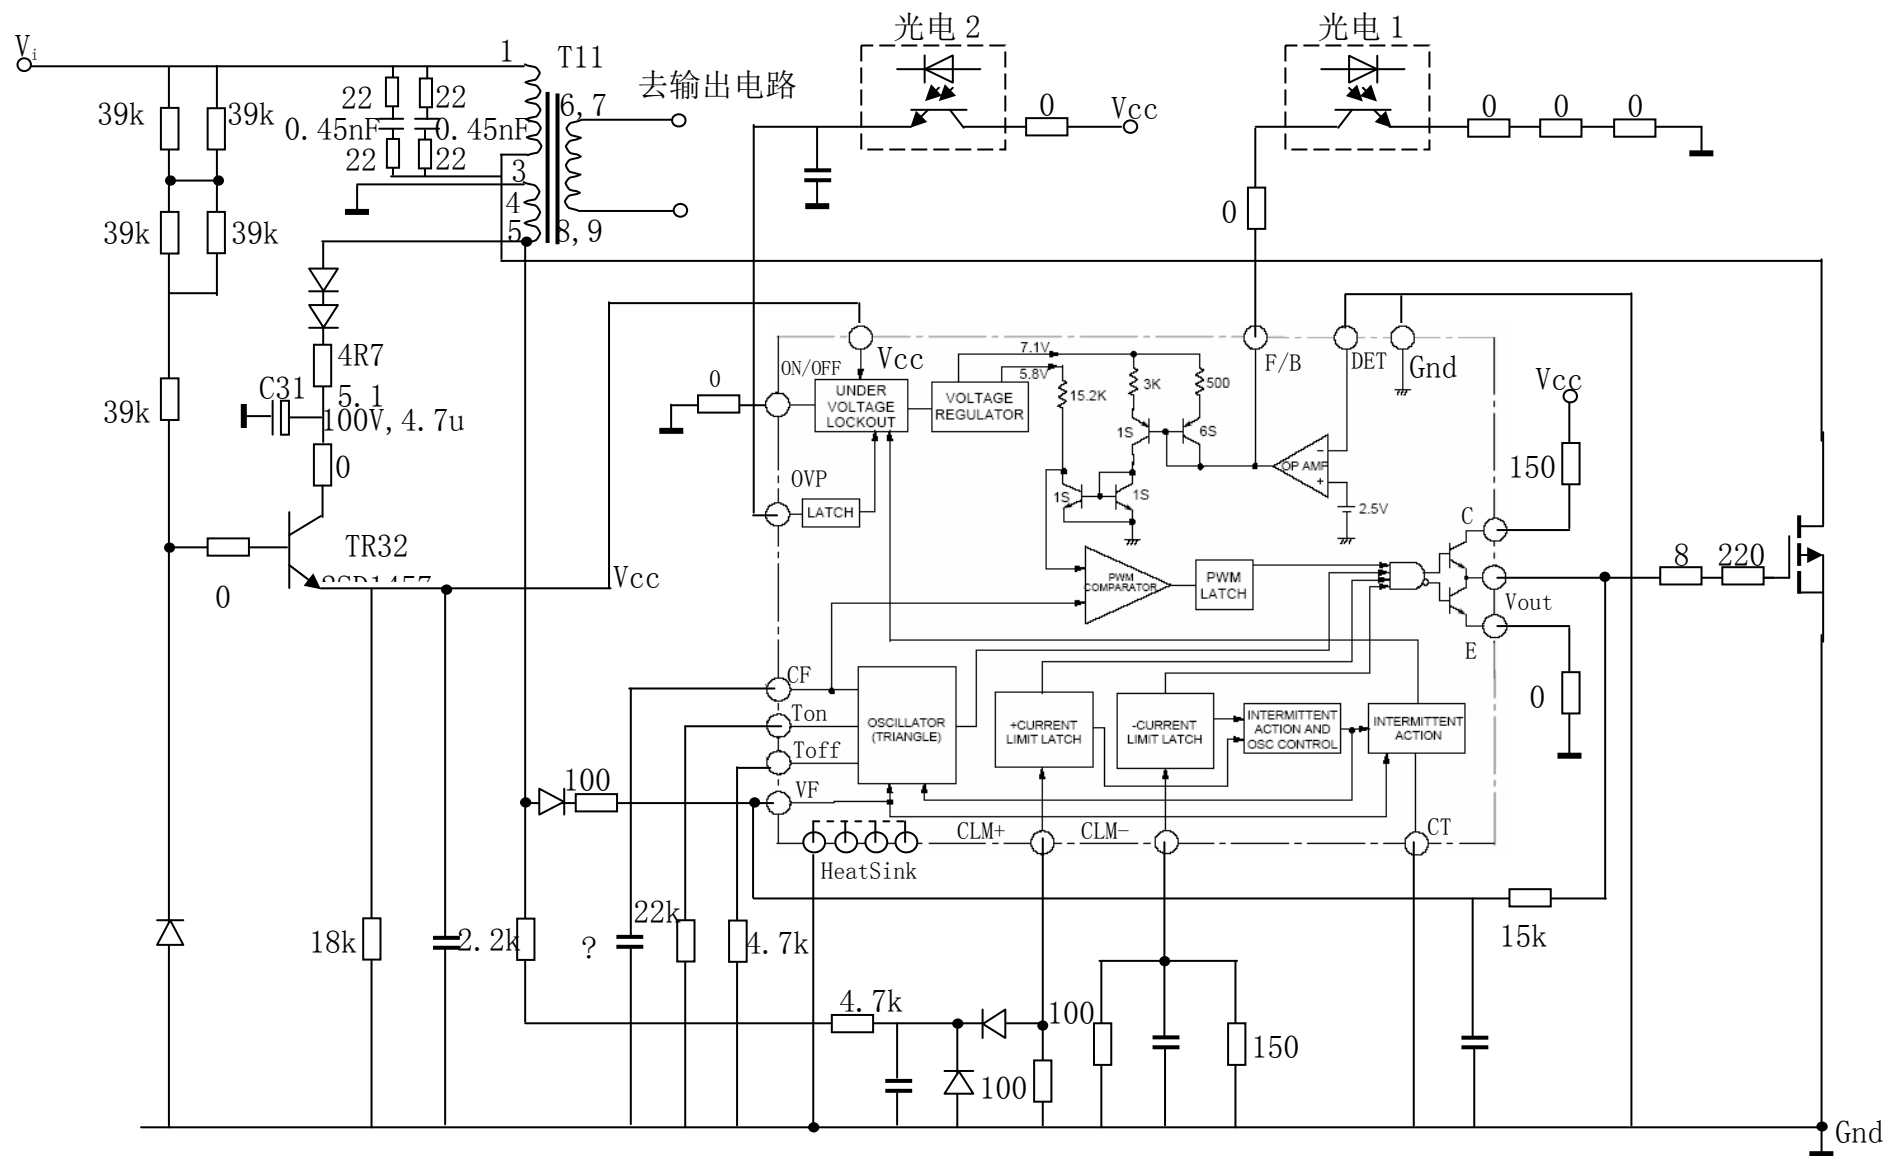 光电 2
光电 1
Vi
1
T11
去输出电路
39k
39k
22
22
6,7
0
Vcc
0
0
0
0.45nF
0.45nF
22
22
3
4
5
8,9
39k
39k
0
4R7
5.1
C31
100V,4.7u
39k
0
0
ON/OFF
Vcc
UNDER
VOLTAGE
LOCKOUT
VOLTAGE
REGULATOR
7.1V
5.8V
15.2K
3K
500
1S
6S
F/B
DET
Gnd
Vcc
OP AMP
-
+
2.5V
150
OVP
LATCH
1S
1S
C
TR32
0
Vcc
PWM
COMPARATOR
PWM
LATCH
Vout
E
8
220
0
CF
Ton
Toff
VF
OSCILLATOR
(TRIANGLE)
+CURRENT
LIMIT LATCH
-CURRENT
LIMIT LATCH
INTERMITTENT
ACTION AND
OSC CONTROL
INTERMITTENT
ACTION
100
CLM+
CLM-
CT
HeatSink
18k
2.2k
?
22k
4.7k
15k
4.7k
100
100
150
Gnd